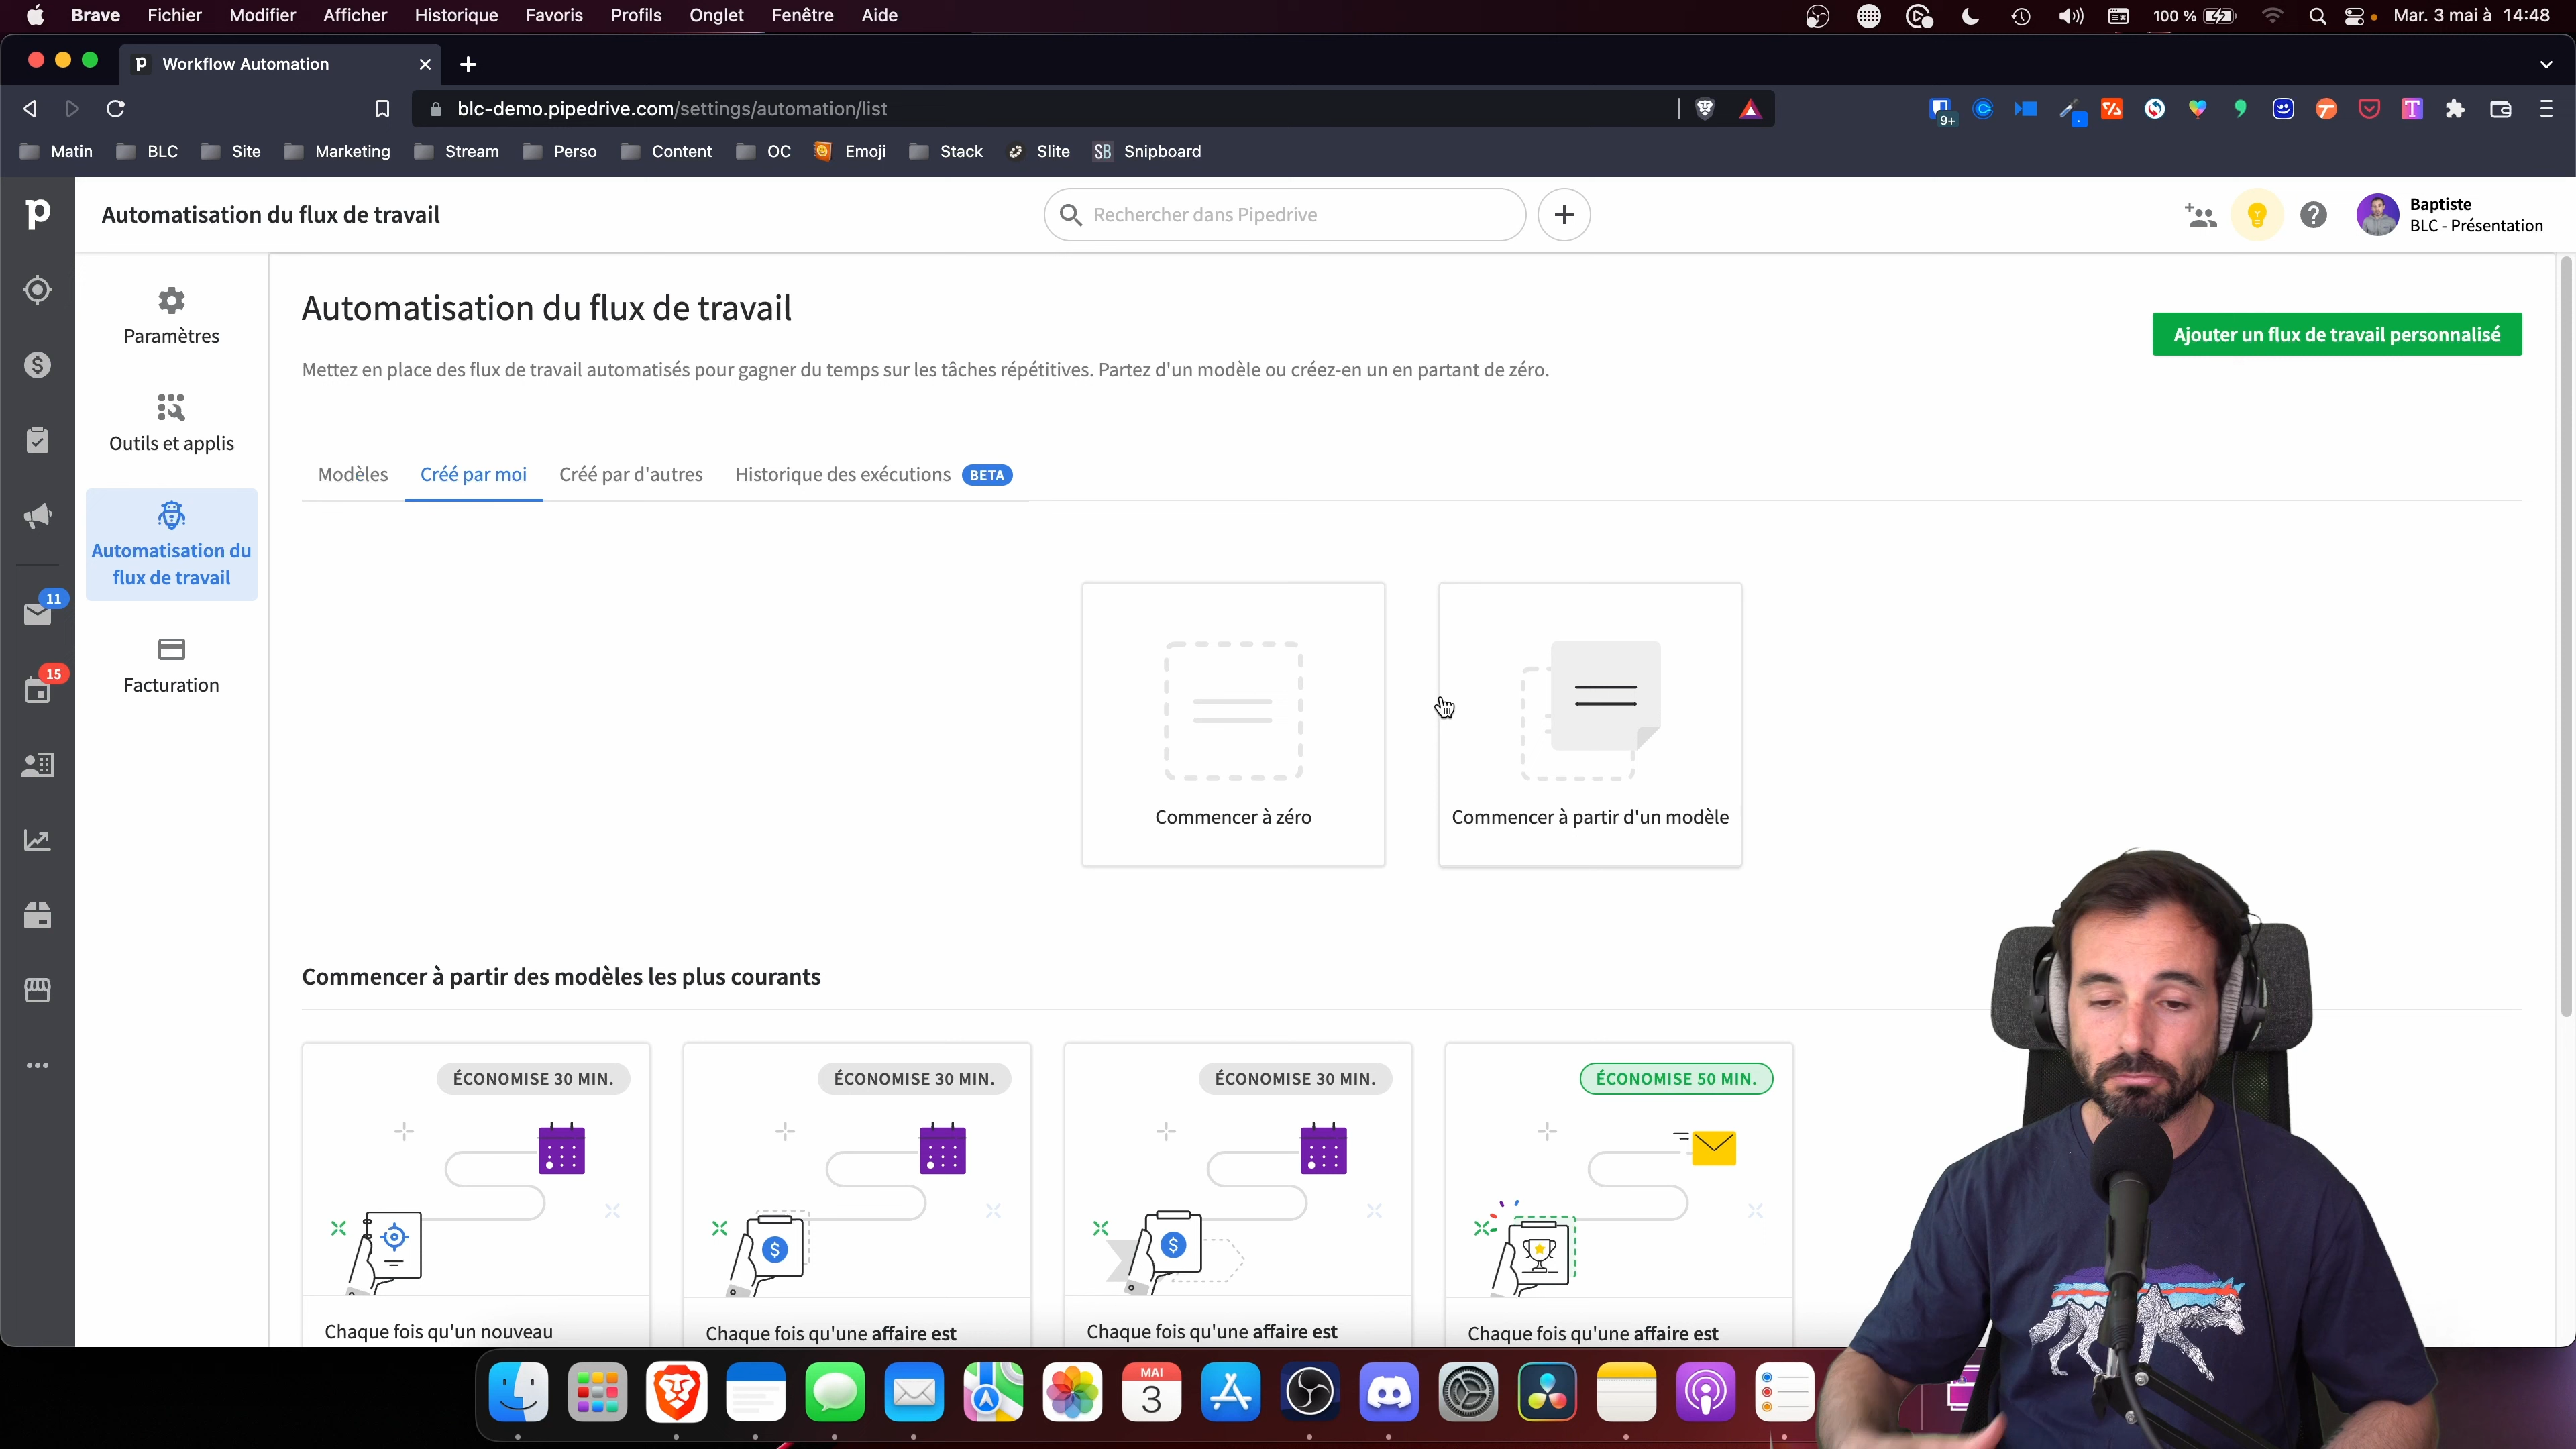 Brave Fichier Modifier Afficher Historique Favoris Profils Onglet Fenêtre Aide 100 % Mar. 3 mai à 14:48
Workflow Automation
blc-demo.pipedrive.com/settings/automation/list
9+
Matin BLC Site Marketing Stream Perso Content OC Emoji Stack Slite SB Snipboard
Automatisation du flux de travail
Rechercher dans Pipedrive
Baptiste
BLC - Présentation
Paramètres
Outils et applis
Automatisation du
flux de travail
Facturation
11
15
Automatisation du flux de travail
Ajouter un flux de travail personnalisé
Mettez en place des flux de travail automatisés pour gagner du temps sur les tâches répétitives. Partez d'un modèle ou créez-en un en partant de zéro.
Modèles Créé par moi Créé par d'autres Historique des exécutions BETA
Commencer à zéro
Commencer à partir d'un modèle
Commencer à partir des modèles les plus courants
ÉCONOMISE 30 MIN. ÉCONOMISE 30 MIN. ÉCONOMISE 30 MIN. ÉCONOMISE 50 MIN.
Chaque fois qu'un nouveau
Chaque fois qu'une affaire est
Chaque fois qu'une affaire est
Chaque fois qu'une affaire est
MAI
3